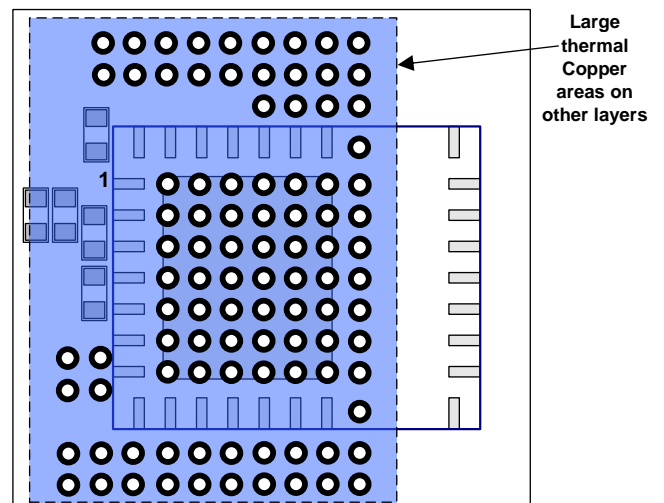 Large
thermal
Copper
areas on
other layers
1